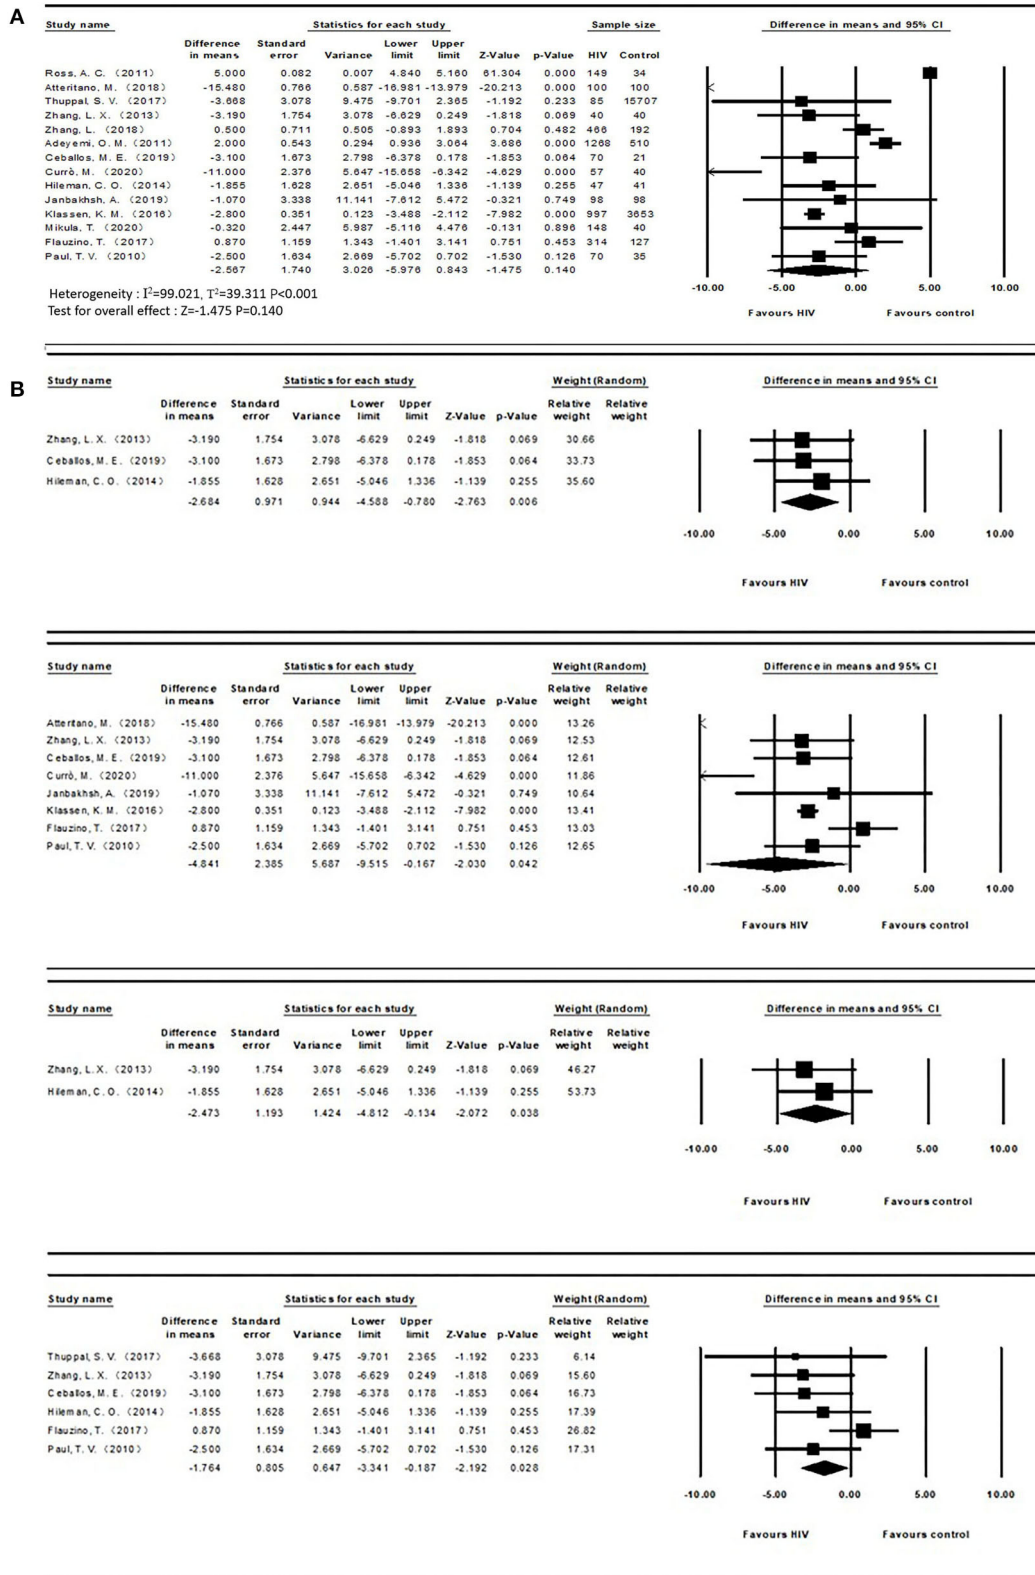 A
Study name Statistics for each study Sample size Difference in means and 95% CI
Difference in means Standard error Variance Lower limit Upper limit Z-Value p-Value HIV Control
Ross, A. C. (2011) 5.000 0.082 0.007 4.840 5.160 61.304 0.000 149 34
Atteritano, M. (2018) -15.480 0.766 0.587 -16.981 -13.979 -20.213 0.000 100 100
Thuppal, S. V. (2017) -3.668 3.078 9.475 -9.701 2.365 -1.192 0.233 85 15707
Zhang, L. X. (2013) -3.190 1.754 3.078 -6.629 0.249 -1.818 0.069 40 40
Zhang, L. (2018) 0.500 0.711 0.505 -0.893 1.893 0.704 0.482 466 192
Adeyemi, O. M. (2011) 2.000 0.543 0.294 0.936 3.064 3.686 0.000 1268 510
Ceballos, M. E. (2019) -3.100 1.673 2.798 -6.378 0.178 -1.853 0.064 70 21
Currò, M. (2020) -11.000 2.376 5.647 -15.658 -6.342 -4.629 0.000 57 40
Hileman, C. O. (2014) -1.855 1.628 2.651 -5.046 1.336 -1.139 0.255 47 41
Janbakhsh, A. (2019) -1.070 3.338 11.141 -7.612 5.472 -0.321 0.749 98 98
Klassen, K. M. (2016) -2.800 0.351 0.123 -3.488 -2.112 -7.982 0.000 997 3653
Mikula, T. (2020) -0.320 2.447 5.987 -5.116 4.476 -0.131 0.896 148 40
Flauzino, T. (2017) 0.870 1.159 1.343 -1.401 3.141 0.751 0.453 314 127
Paul, T. V. (2010) -2.500 1.634 2.669 -5.702 0.702 -1.530 0.126 70 35
-2.567 1.740 3.026 -5.976 0.843 -1.475 0.140
-10.00 -5.00 0.00 5.00 10.00
Favours HIV Favours control
Heterogeneity : I²=99.021, T²=39.311 P<0.001
Test for overall effect : Z=-1.475 P=0.140
B
Study name Statistics for each study Weight (Random) Difference in means and 95% CI
Difference in means Standard error Variance Lower limit Upper limit Z-Value p-Value Relative weight Relative weight
Zhang, L. X. (2013) -3.190 1.754 3.078 -6.629 0.249 -1.818 0.069 30.66
Ceballos, M. E. (2019) -3.100 1.673 2.798 -6.378 0.178 -1.853 0.064 33.73
Hileman, C. O. (2014) -1.855 1.628 2.651 -5.046 1.336 -1.139 0.255 35.60
-2.684 0.971 0.944 -4.588 -0.780 -2.763 0.006
-10.00 -5.00 0.00 5.00 10.00
Favours HIV Favours control
Study name Statistics for each study Weight (Random) Difference in means and 95% CI
Difference in means Standard error Variance Lower limit Upper limit Z-Value p-Value Relative weight Relative weight
Atteritano, M. (2018) -15.480 0.766 0.587 -16.981 -13.979 -20.213 0.000 13.26
Zhang, L. X. (2013) -3.190 1.754 3.078 -6.629 0.249 -1.818 0.069 12.53
Ceballos, M. E. (2019) -3.100 1.673 2.798 -6.378 0.178 -1.853 0.064 12.61
Currò, M. (2020) -11.000 2.376 5.647 -15.658 -6.342 -4.629 0.000 11.86
Janbakhsh, A. (2019) -1.070 3.338 11.141 -7.612 5.472 -0.321 0.749 10.64
Klassen, K. M. (2016) -2.800 0.351 0.123 -3.488 -2.112 -7.982 0.000 13.41
Flauzino, T. (2017) 0.870 1.159 1.343 -1.401 3.141 0.751 0.453 13.03
Paul, T. V. (2010) -2.500 1.634 2.669 -5.702 0.702 -1.530 0.126 12.65
-4.841 2.385 5.687 -9.515 -0.167 -2.030 0.042
-10.00 -5.00 0.00 5.00 10.00
Favours HIV Favours control
Study name Statistics for each study Weight (Random) Difference in means and 95% CI
Difference in means Standard error Variance Lower limit Upper limit Z-Value p-Value Relative weight Relative weight
Zhang, L. X. (2013) -3.190 1.754 3.078 -6.629 0.249 -1.818 0.069 46.27
Hileman, C. O. (2014) -1.855 1.628 2.651 -5.046 1.336 -1.139 0.255 53.73
-2.473 1.193 1.424 -4.812 -0.134 -2.072 0.038
-10.00 -5.00 0.00 5.00 10.00
Favours HIV Favours control
Study name Statistics for each study Weight (Random) Difference in means and 95% CI
Difference in means Standard error Variance Lower limit Upper limit Z-Value p-Value Relative weight Relative weight
Thuppal, S. V. (2017) -3.668 3.078 9.475 -9.701 2.365 -1.192 0.233 6.14
Zhang, L. X. (2013) -3.190 1.754 3.078 -6.629 0.249 -1.818 0.069 15.60
Ceballos, M. E. (2019) -3.100 1.673 2.798 -6.378 0.178 -1.853 0.064 16.73
Hileman, C. O. (2014) -1.855 1.628 2.651 -5.046 1.336 -1.139 0.255 17.39
Flauzino, T. (2017) 0.870 1.159 1.343 -1.401 3.141 0.751 0.453 26.82
Paul, T. V. (2010) -2.500 1.634 2.669 -5.702 0.702 -1.530 0.126 17.31
-1.764 0.805 0.647 -3.341 -0.187 -2.192 0.028
-10.00 -5.00 0.00 5.00 10.00
Favours HIV Favours control